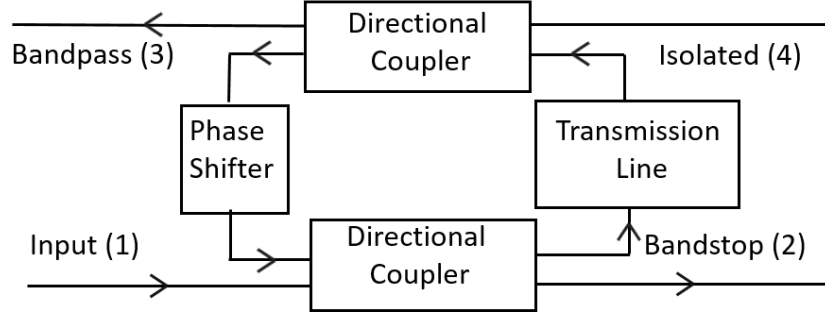 Directional
Coupler
Bandpass (3)
Isolated (4)
Phase
Shifter
Transmission
Line
Input (1)
Directional
Coupler
Bandstop (2)